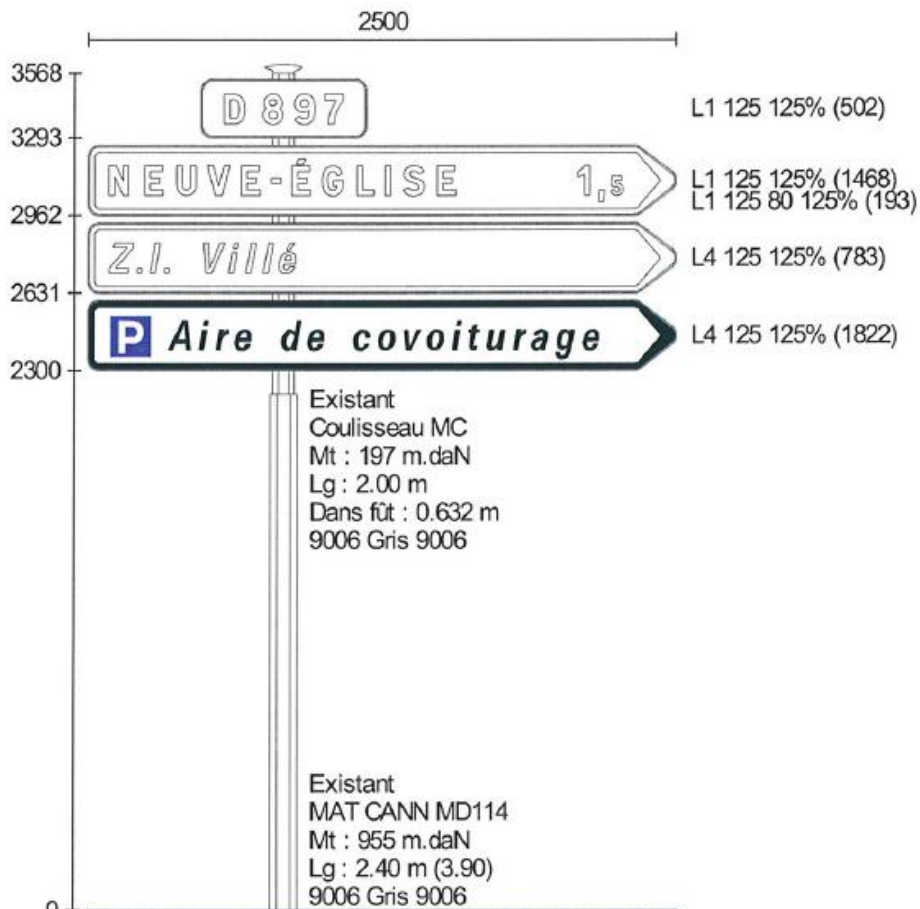 2500
3568
D 897
L1 125 125% (502)
3293
NEUVE-ÉGLISE 1,5
L1 125 125% (1468)
L1 125 80 125% (193)
2962
Z.I. Villé
L4 125 125% (783)
2631
P Aire de covoiturage
L4 125 125% (1822)
2300
Existant
Coulisseau MC
Mt : 197 m.daN
Lg : 2.00 m
Dans fût : 0.632 m
9006 Gris 9006
Existant
MAT CANN MD114
Mt : 955 m.daN
Lg : 2.40 m (3.90)
9006 Gris 9006
0